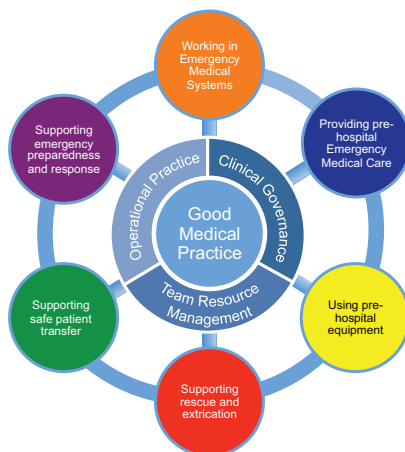 Working in
Emergency
Medical
Systems
Supporting
emergency
preparedness
and response
Providing pre-
hospital
Emergency
Medical Care
Operational Practice
Clinical Governance
Good
Medical
Practice
Team Resource
Management
Supporting
safe patient
transfer
Using pre-
hospital
equipment
Supporting
rescue and
extrication